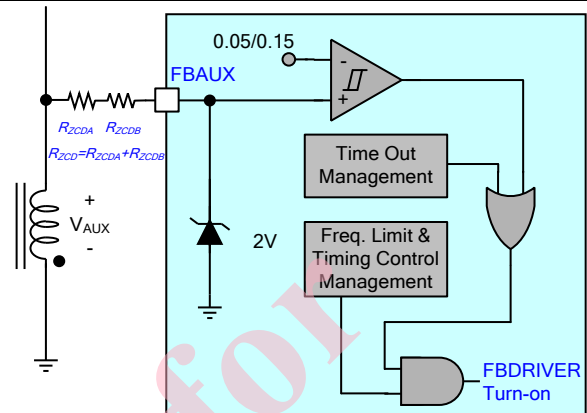 0.05/0.15
FBAUX
-
+
RZCDA RZCDB
RZCD=RZCDA+RZCDB
Time Out
Management
+
VAUX
-
2V
Freq. Limit &
Timing Control
Management
for
FBDRIVER
Turn-on